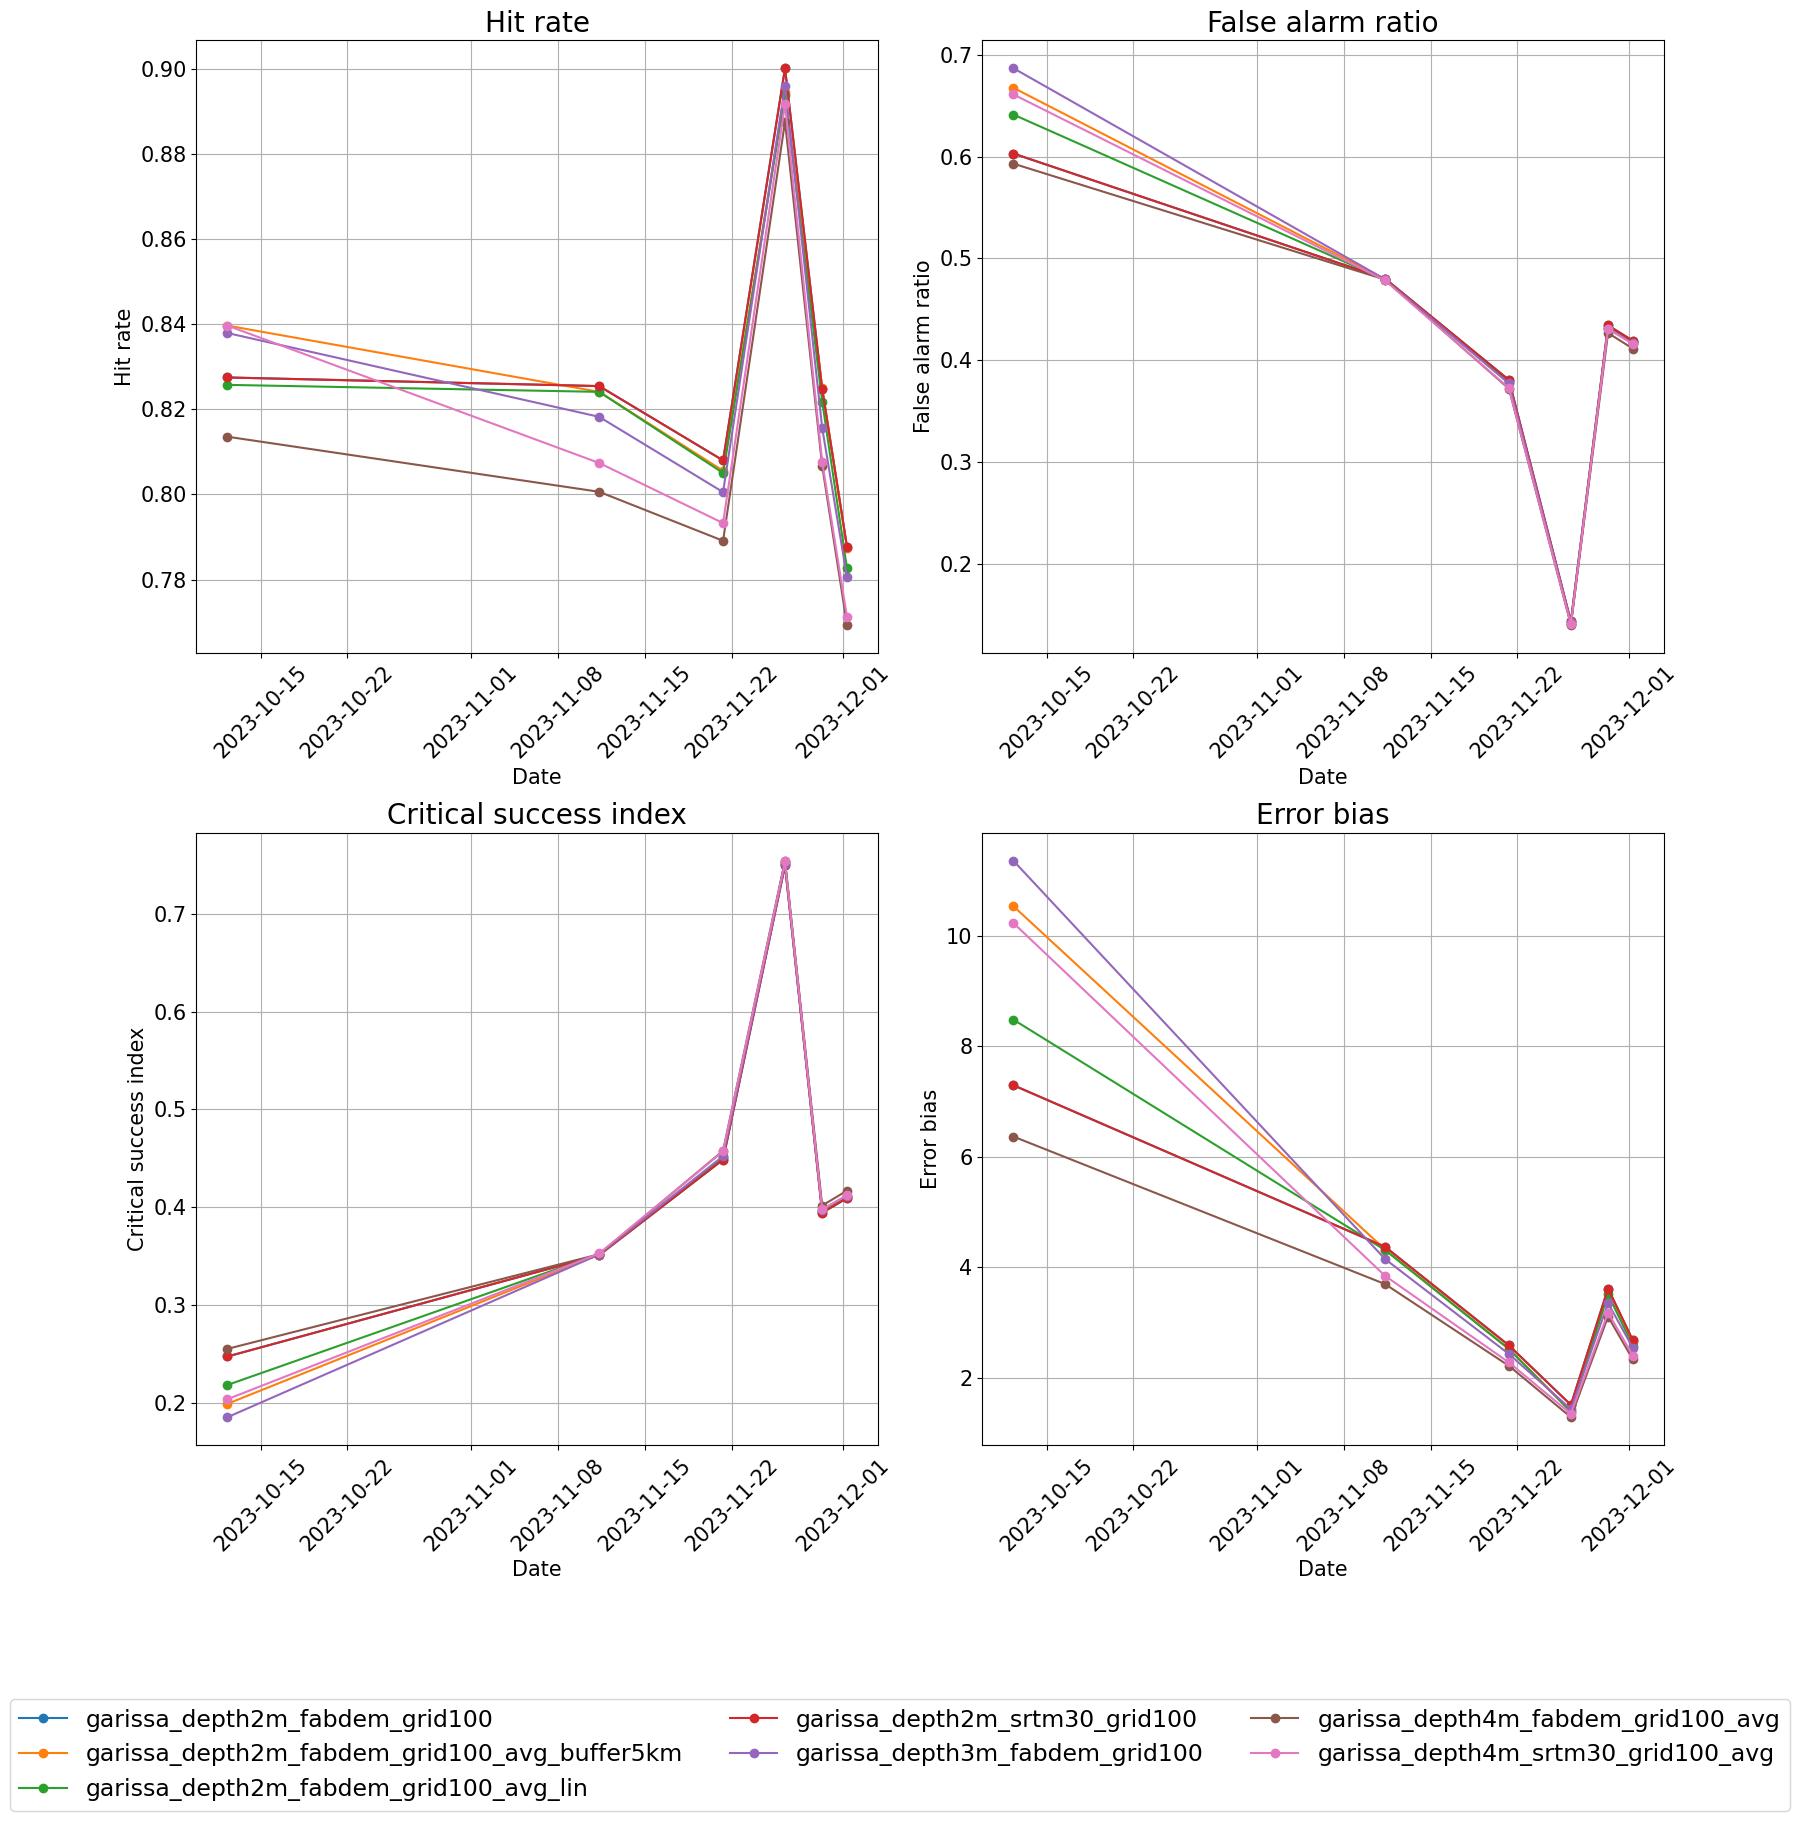 Hit rate
Hit rate
0.90
0.88
0.86
0.84
0.82
0.80
0.78
2023-10-15
2023-10-22
2023-11-01
2023-11-08
2023-11-15
2023-11-22
2023-12-01
Date
False alarm ratio
False alarm ratio
0.7
0.6
0.5
0.4
0.3
0.2
2023-10-15
2023-10-22
2023-11-01
2023-11-08
2023-11-15
2023-11-22
2023-12-01
Date
Critical success index
Critical success index
0.7
0.6
0.5
0.4
0.3
0.2
2023-10-15
2023-10-22
2023-11-01
2023-11-08
2023-11-15
2023-11-22
2023-12-01
Date
Error bias
Error bias
10
8
6
4
2
2023-10-15
2023-10-22
2023-11-01
2023-11-08
2023-11-15
2023-11-22
2023-12-01
Date
garissa_depth2m_fabdem_grid100
garissa_depth2m_fabdem_grid100_avg_buffer5km
garissa_depth2m_fabdem_grid100_avg_lin
garissa_depth2m_srtm30_grid100
garissa_depth3m_fabdem_grid100
garissa_depth4m_fabdem_grid100_avg
garissa_depth4m_srtm30_grid100_avg